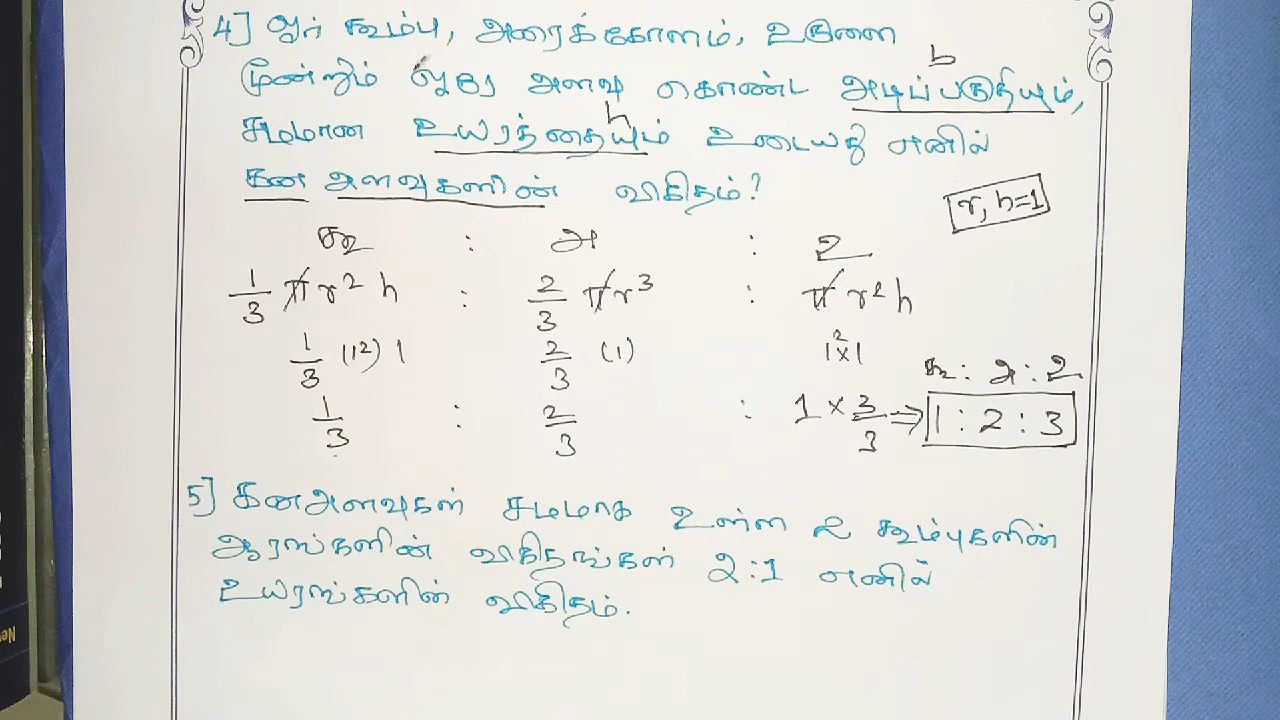 4] ஓர் கூம்பு, அரைக்கோளம், உருளை
b
மூன்றும் ஒரே அளவு கொண்ட அடிப்பகுதியும்,
h
சமமான உயரத்தையும் உடையது எனில்
கன அளவுகளின் விகிதம்?
r, h=1
கூ : அ : உ
1/3 πr² h : 2/3 πr³ : πr²h
1/3 (1²) 1 2/3 (1) 1²×1
கூ : அ : உ
1/3 : 2/3 : 1 × 3/3 ⇒ 1 : 2 : 3
5] கனஅளவுகள் சமமாக உள்ள 2 கூம்புகளின்
ஆரங்களின் விகிதங்கள் 2:1 எனில்
உயரங்களின் விகிதம்.